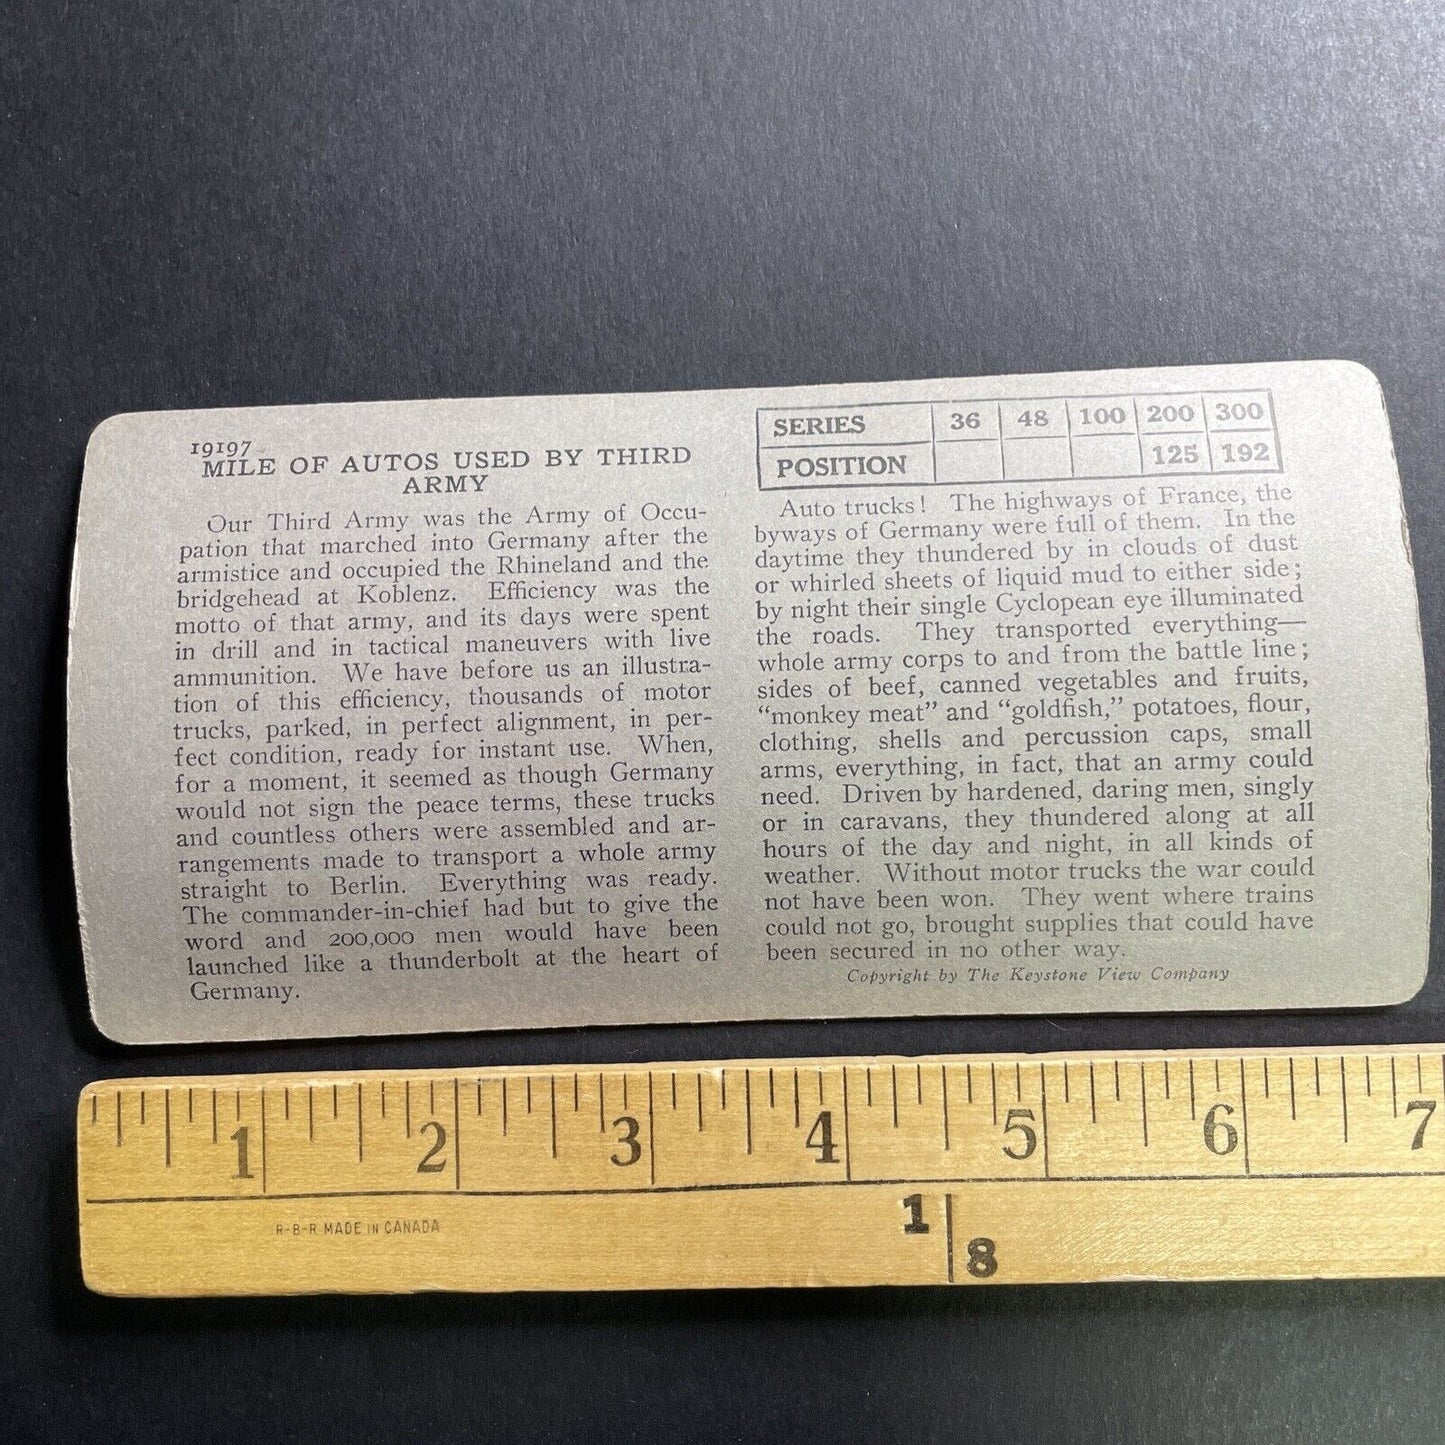 19197
MILE OF AUTOS USED BY THIRD
ARMY
Our Third Army was the Army of Occu-
pation that marched into Germany after the
armistice and occupied the Rhineland and the
bridgehead at Koblenz. Efficiency was the
motto of that army, and its days were spent
in drill and in tactical maneuvers with live
ammunition. We have before us an illustra-
tion of this efficiency, thousands of motor
trucks, parked, in perfect alignment, in per-
fect condition, ready for instant use. When,
for a moment, it seemed as though Germany
would not sign the peace terms, these trucks
and countless others were assembled and ar-
rangements made to transport a whole army
straight to Berlin. Everything was ready.
The commander-in-chief had but to give the
word and 200,000 men would have been
launched like a thunderbolt at the heart of
Germany.
SERIES 36 48 100 200 300
POSITION 125 192
Auto trucks! The highways of France, the
byways of Germany were full of them. In the
daytime they thundered by in clouds of dust
or whirled sheets of liquid mud to either side;
by night their single Cyclopean eye illuminated
the roads. They transported everything—
whole army corps to and from the battle line;
sides of beef, canned vegetables and fruits,
“monkey meat” and “goldfish,” potatoes, flour,
clothing, shells and percussion caps, small
arms, everything, in fact, that an army could
need. Driven by hardened, daring men, singly
or in caravans, they thundered along at all
hours of the day and night, in all kinds of
weather. Without motor trucks the war could
not have been won. They went where trains
could not go, brought supplies that could have
been secured in no other way.
Copyright by The Keystone View Company
1 2 3 4 5 6 7
R-B-R MADE IN CANADA
1
8